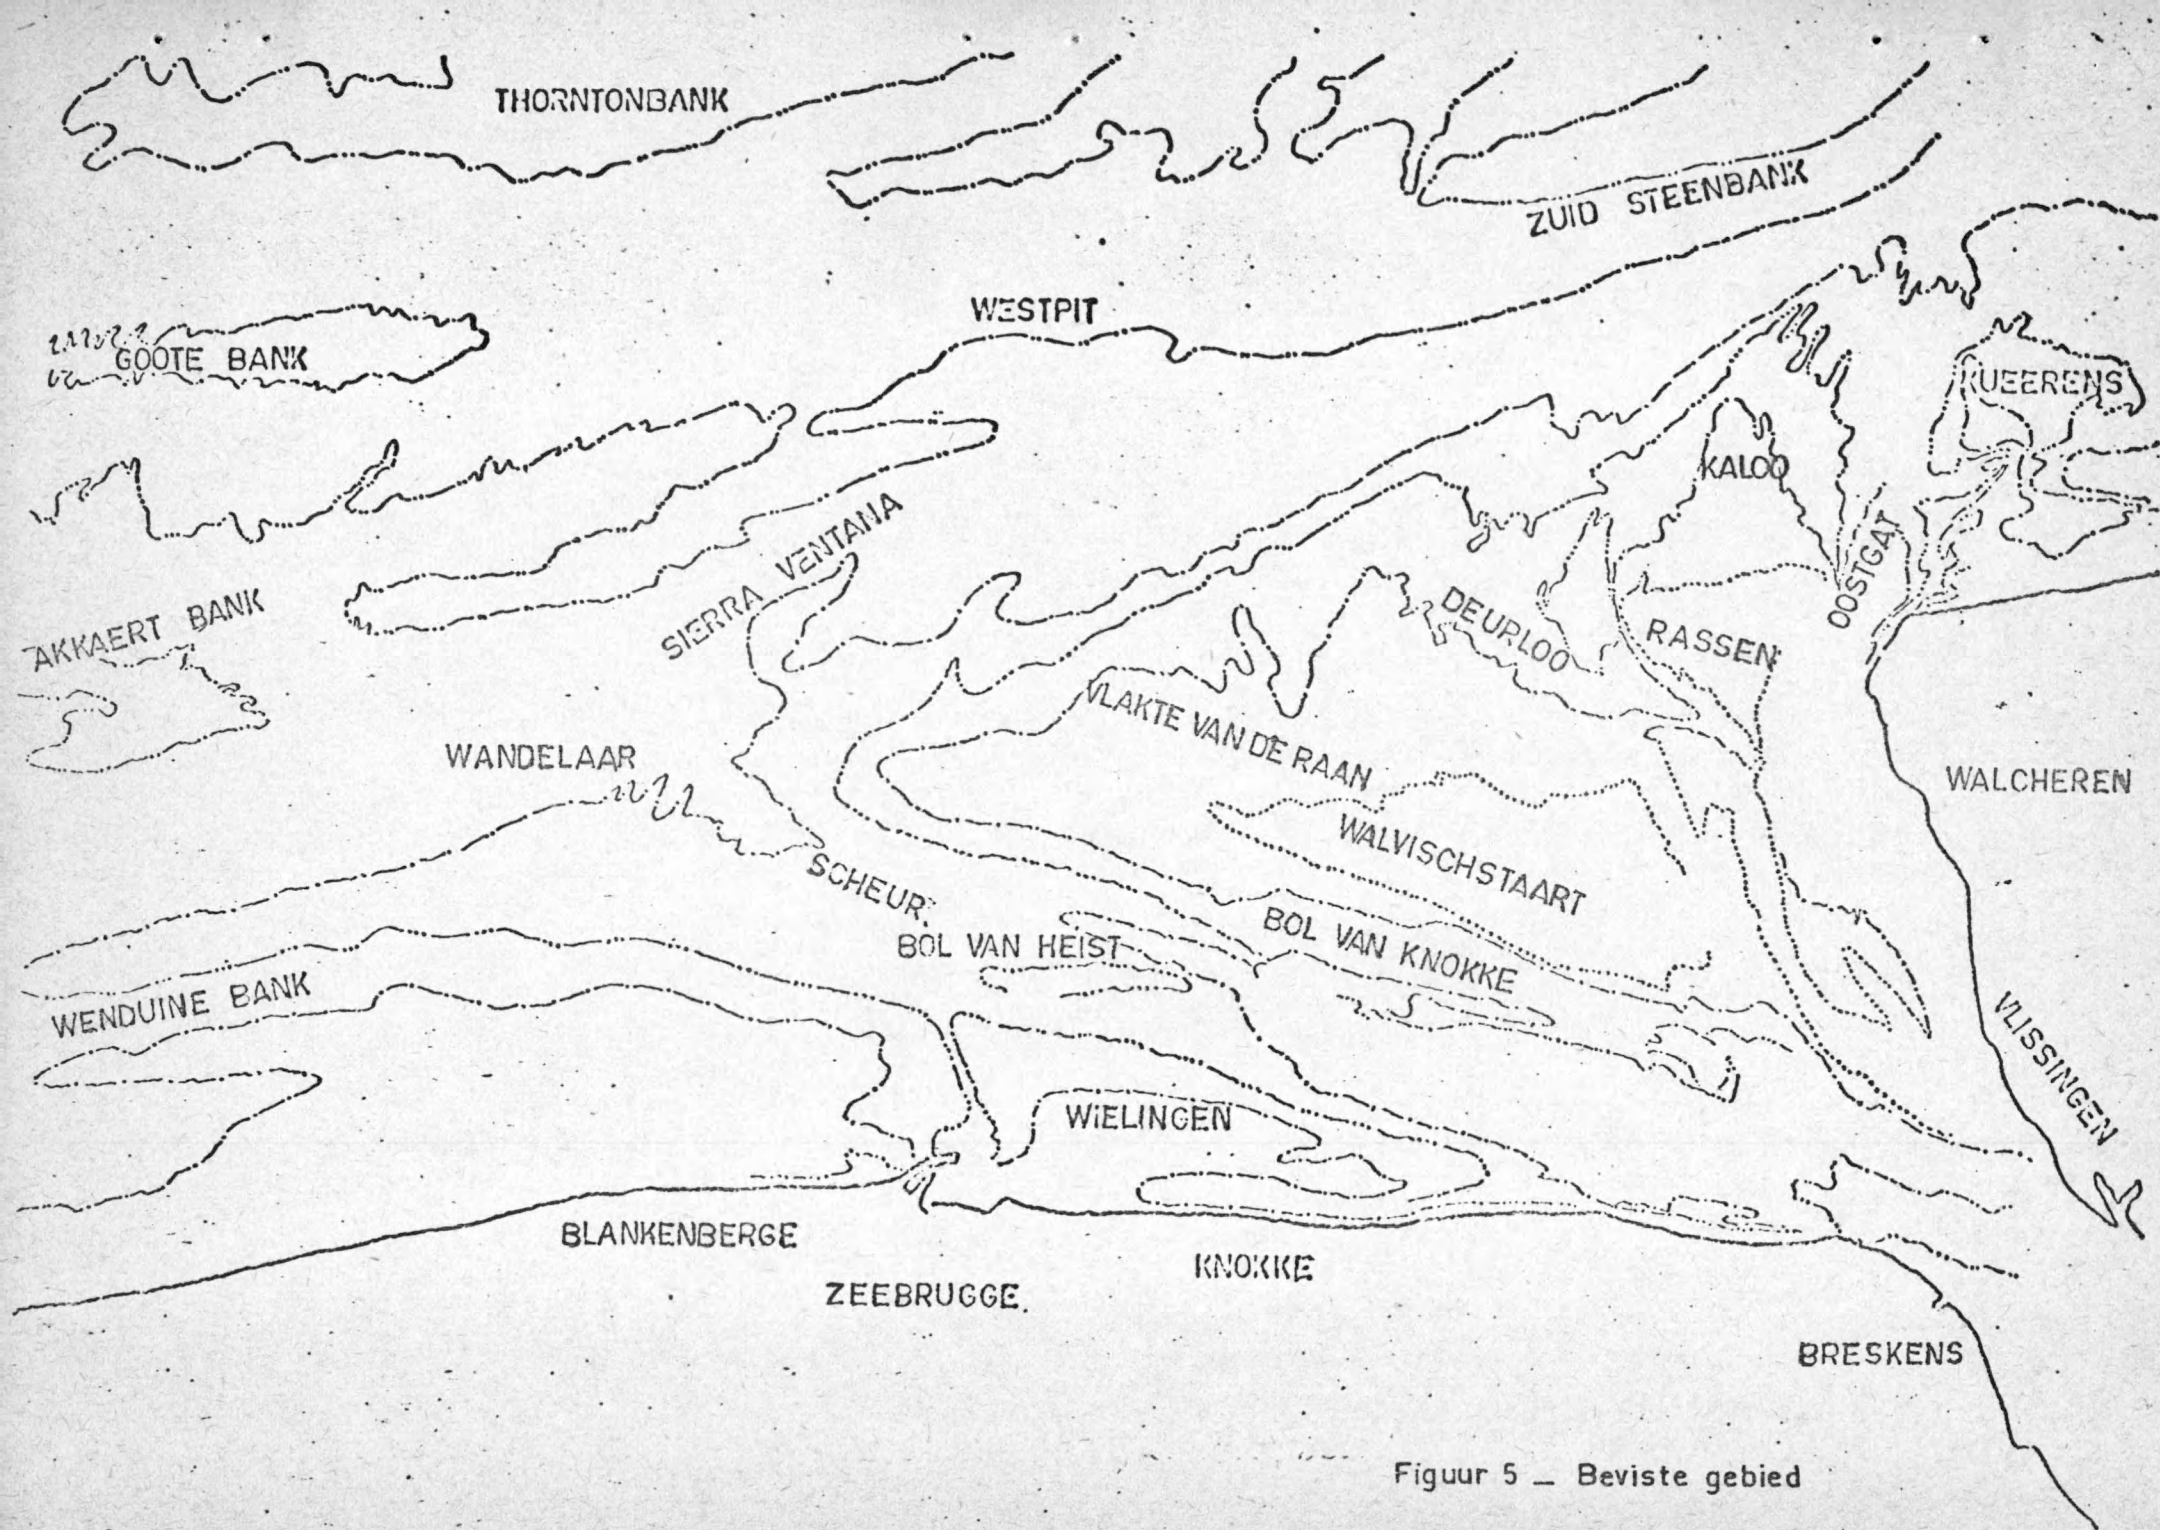 THORNTONBANK
ZUID STEENBANK
WESTPIT
GOOTE BANK
KUEERENS
KALOO
SIERRA VENTANA
OOSTGAT
AKKAERT BANK
DEURLOO
RASSEN
VLAKTE VAN DE RAAN
WANDELAAR
WALCHEREN
WALVISCHSTAART
SCHEUR.
BOL VAN HEIST
BOL VAN KNOKKE
WENDUINE BANK
VLISSINGEN
WiELINGEN
BLANKENBERGE
KNOKKE
ZEEBRUGGE.
BRESKENS
Figuur 5 _ Beviste gebied